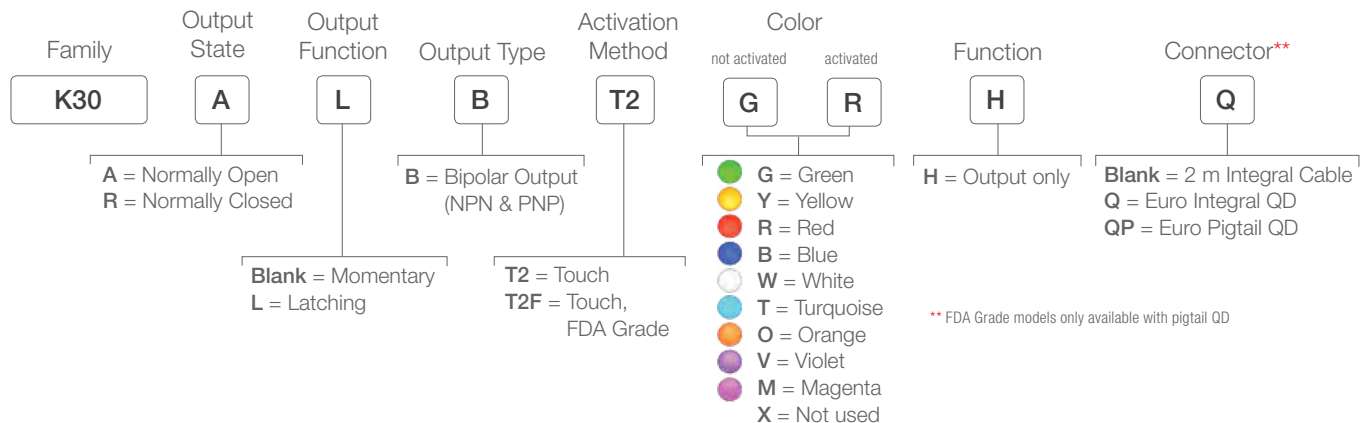 Family
Output
State
Output
Function
Output Type
Activation
Method
Color
not activated
activated
Function
Connector**
K30
A
L
B
T2
G
R
H
Q
A = Normally Open
R = Normally Closed
Blank = Momentary
L = Latching
B = Bipolar Output
(NPN & PNP)
T2 = Touch
T2F = Touch,
FDA Grade
G = Green
Y = Yellow
R = Red
B = Blue
W = White
T = Turquoise
O = Orange
V = Violet
M = Magenta
X = Not used
H = Output only
Blank = 2 m Integral Cable
Q = Euro Integral QD
QP = Euro Pigtail QD
** FDA Grade models only available with pigtail QD